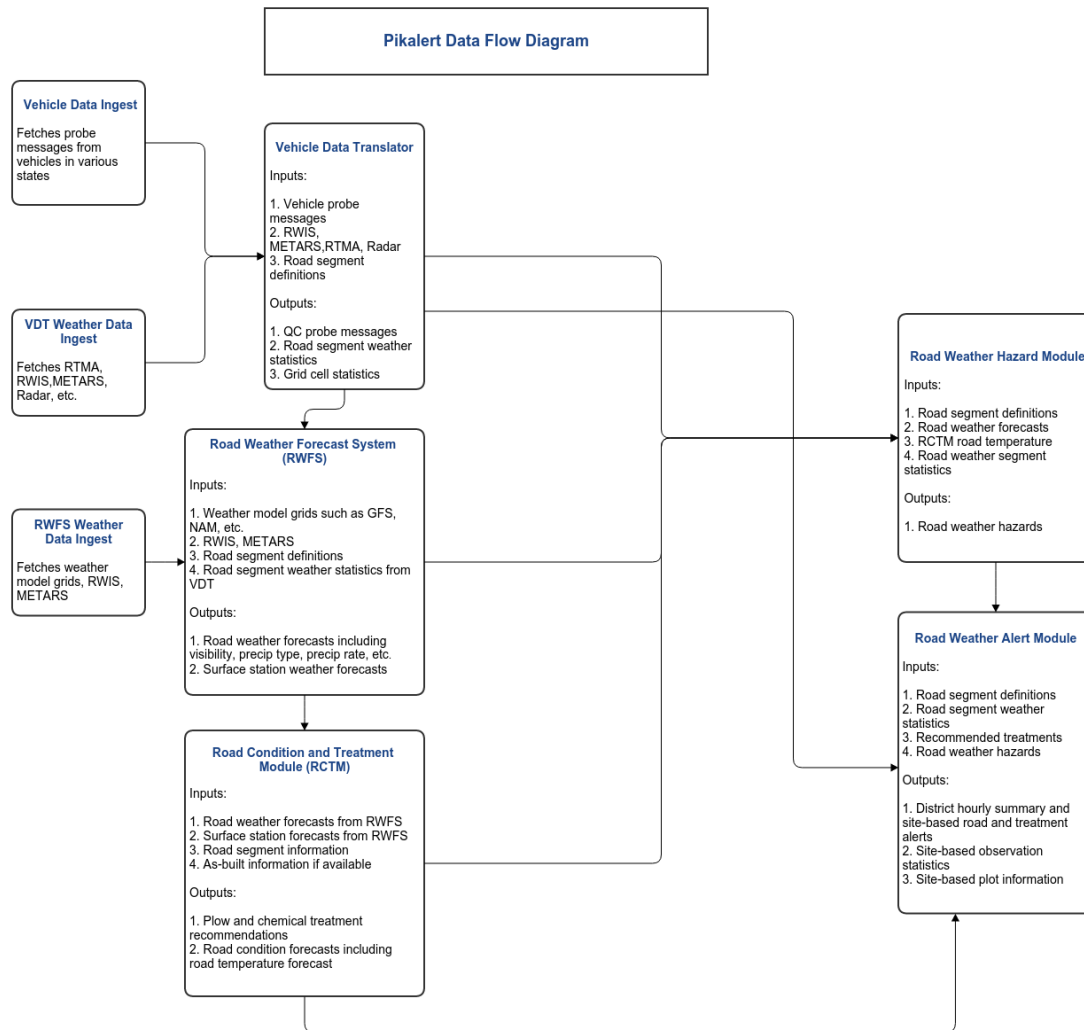 Pikalert Data Flow Diagram
Vehicle Data Ingest
Fetches probe
messages from
vehicles in various
states
Vehicle Data Translator
Inputs:
1. Vehicle probe
messages
2. RWIS,
METARS,RTMA, Radar
3. Road segment
definitions
Outputs:
1. QC probe messages
2. Road segment weather
statistics
3. Grid cell statistics
VDT Weather Data
Ingest
Fetches RTMA,
RWIS,METARS,
Radar, etc.
Road Weather Forecast System
(RWFS)
Inputs:
1. Weather model grids such as GFS,
NAM, etc.
2. RWIS, METARS
3. Road segment definitions
4. Road segment weather statistics from
VDT
Outputs:
1. Road weather forecasts including
visibility, precip type, precip rate, etc.
2. Surface station weather forecasts
RWFS Weather
Data Ingest
Fetches weather
model grids, RWIS,
METARS
Road Condition and Treatment
Module (RCTM)
Inputs:
1. Road weather forecasts from RWFS
2. Surface station forecasts from RWFS
3. Road segment information
4. As-built information if available
Outputs:
1. Plow and chemical treatment
recommendations
2. Road condition forecasts including
road temperature forecast
Road Weather Hazard Module
Inputs:
1. Road segment definitions
2. Road weather forecasts
3. RCTM road temperature
4. Road weather segment
statistics
Outputs:
1. Road weather hazards
Road Weather Alert Module
Inputs:
1. Road segment definitions
2. Road segment weather
statistics
3. Recommended treatments
4. Road weather hazards
Outputs:
1. District hourly summary and
site-based road and treatment
alerts
2. Site-based observation
statistics
3. Site-based plot information